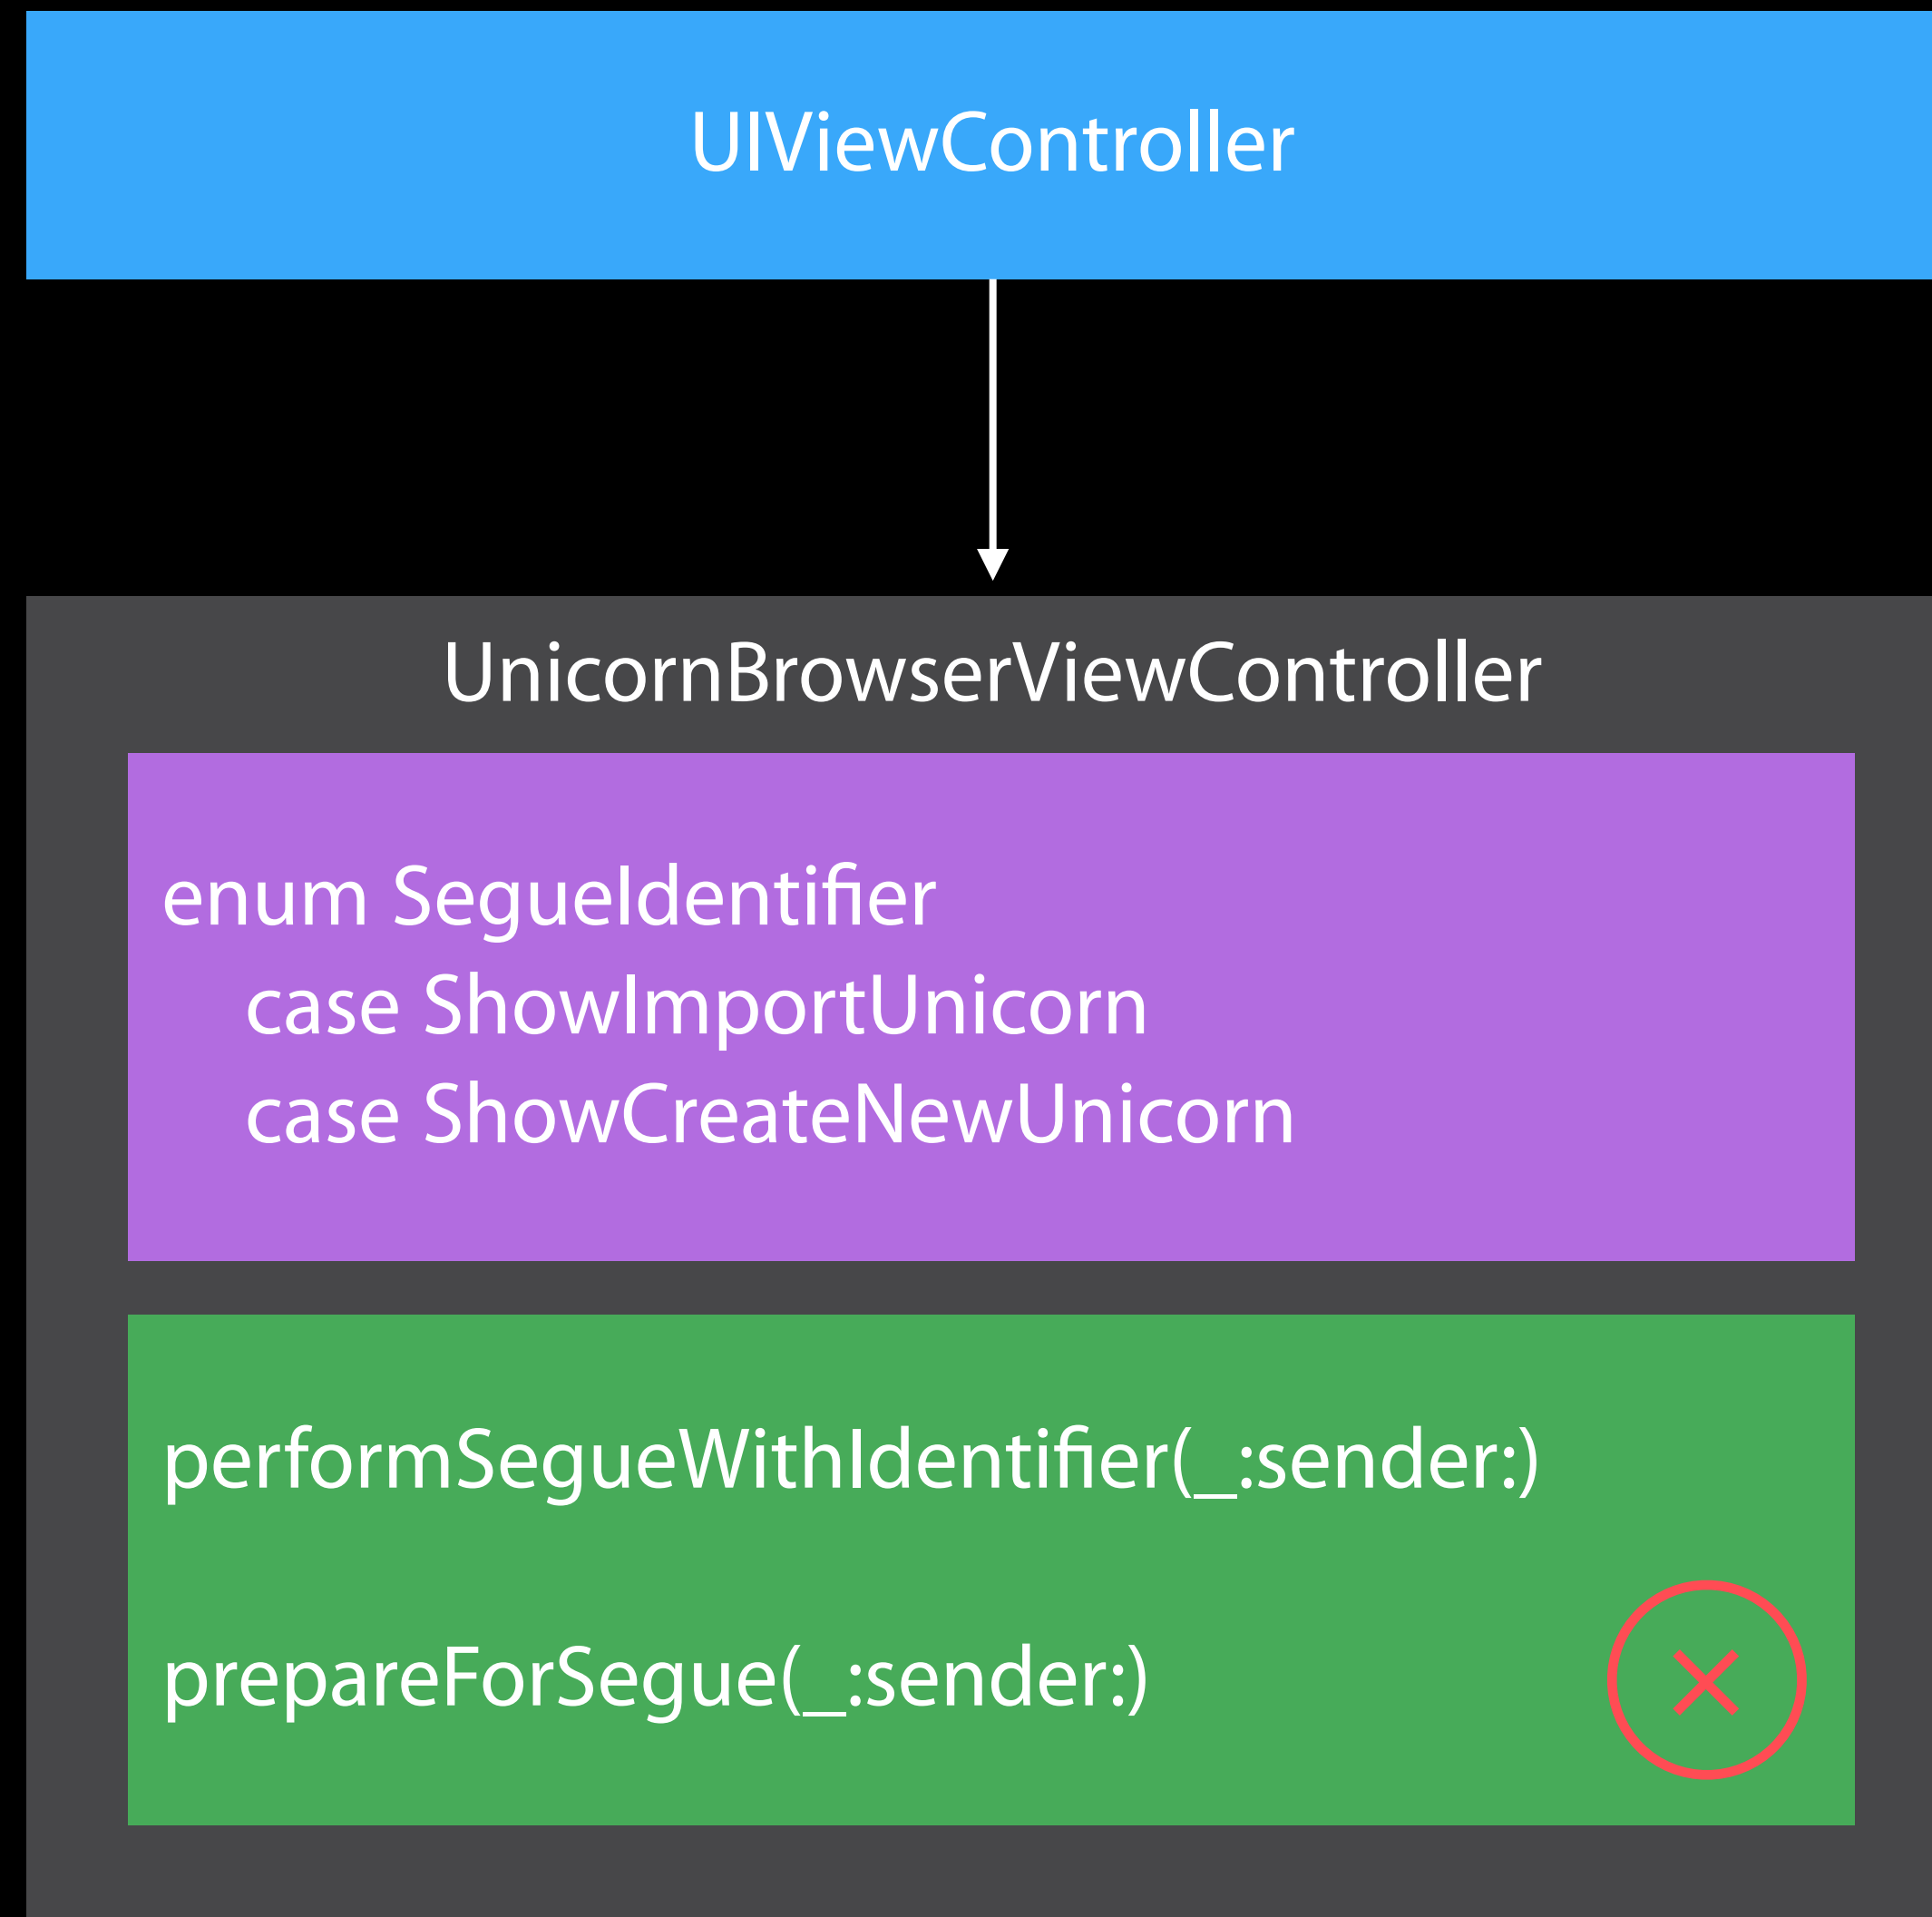 UIViewController
UnicornBrowserViewController
enum SegueIdentifier
case ShowImportUnicorn
case ShowCreateNewUnicorn
performSegueWithIdentifier(_:sender:)
prepareForSegue(_:sender:)